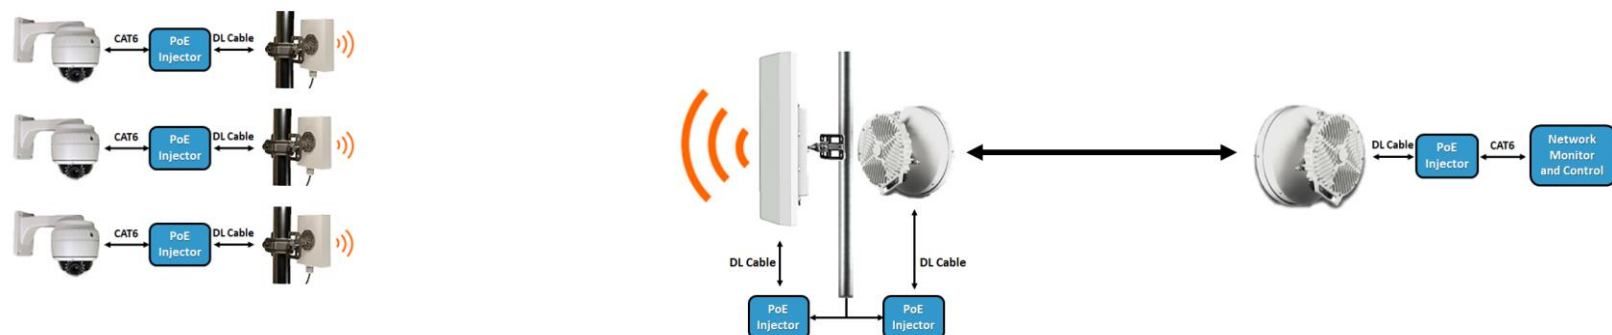 CAT6
PoE
Injector
DL Cable
CAT6
PoE
Injector
DL Cable
CAT6
PoE
Injector
DL Cable
DL Cable
PoE
Injector
DL Cable
PoE
Injector
DL Cable
PoE
Injector
CAT6
Network
Monitor
and Control